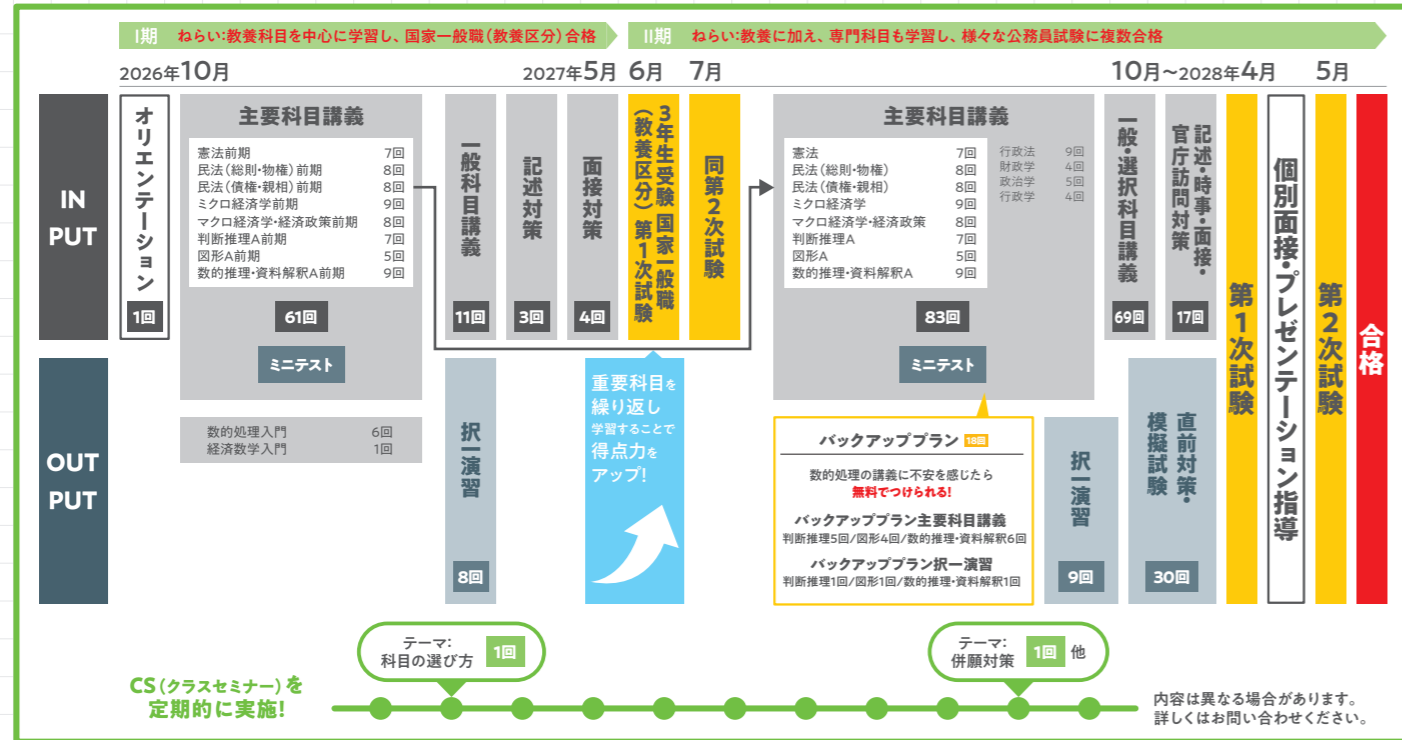 I期 ねらい:教養科目を中心に学習し、国家一般職(教養区分)合格
II期 ねらい:教養に加え、専門科目も学習し、様々な公務員試験に複数合格
2026年10月
2027年5月
6月
7月
10月〜2028年4月
5月
IN
PUT
オリエンテーション
1回
主要科目講義
憲法前期 7回
民法(総則・物権)前期 8回
民法(債権・親相)前期 8回
ミクロ経済学前期 9回
マクロ経済学・経済政策前期 8回
判断推理A前期 7回
図形A前期 5回
数的推理・資料解釈A前期 9回
61回
ミニテスト
一般科目講義
11回
記述対策
3回
面接対策
4回
3年生受験 国家一般職
(教養区分)第1次試験
同第2次試験
主要科目講義
憲法 7回
民法(総則・物権) 8回
民法(債権・親相) 8回
ミクロ経済学 9回
マクロ経済学・経済政策 8回
判断推理A 7回
図形A 5回
数的推理・資料解釈A 9回
行政法 9回
財政学 4回
政治学 5回
行政学 4回
83回
ミニテスト
一般・選択科目講義
69回
記述・時事・面接・
官庁訪問対策
17回
第1次試験
個別面接・プレゼンテーション指導
第2次試験
合格
OUT
PUT
数的処理入門 6回
経済数学入門 1回
択一演習
8回
重要科目を
繰り返し
学習することで
得点力を
アップ!
バックアッププラン 18回
数的処理の講義に不安を感じたら
無料でつけられる!
バックアッププラン主要科目講義
判断推理5回/図形4回/数的推理・資料解釈6回
バックアッププラン択一演習
判断推理1回/図形1回/数的推理・資料解釈1回
択一演習
9回
直前対策・
模擬試験
30回
CS(クラスセミナー)を
定期的に実施!
テーマ:
科目の選び方 1回
テーマ:
併願対策 1回 他
内容は異なる場合があります。
詳しくはお問い合わせください。